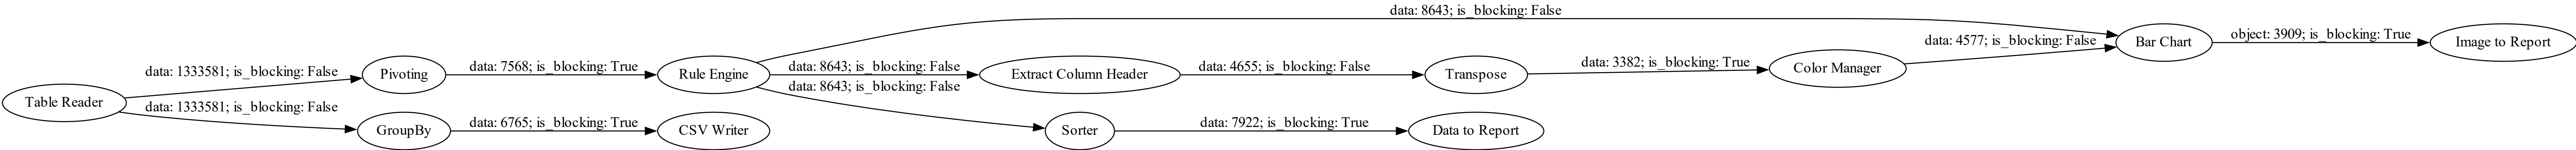 data: 8643; is_blocking: False
data: 4577; is_blocking: False
object: 3909; is_blocking: True
Bar Chart
Image to Report
data: 1333581; is_blocking: False
data: 7568; is_blocking: True
data: 8643; is_blocking: False
data: 4655; is_blocking: False
data: 3382; is_blocking: True
Pivoting
Rule Engine
Extract Column Header
Transpose
Color Manager
data: 8643; is_blocking: False
Table Reader
data: 1333581; is_blocking: False
data: 6765; is_blocking: True
data: 7922; is_blocking: True
GroupBy
CSV Writer
Sorter
Data to Report